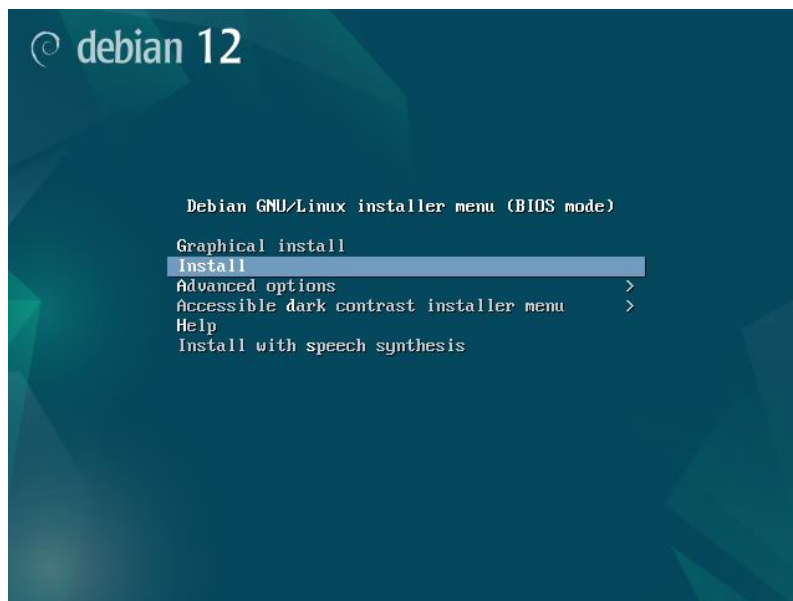 debian 12
Debian GNU/Linux installer menu (BIOS mode)
Graphical install
Install
Advanced options >
Accessible dark contrast installer menu >
Help
Install with speech synthesis